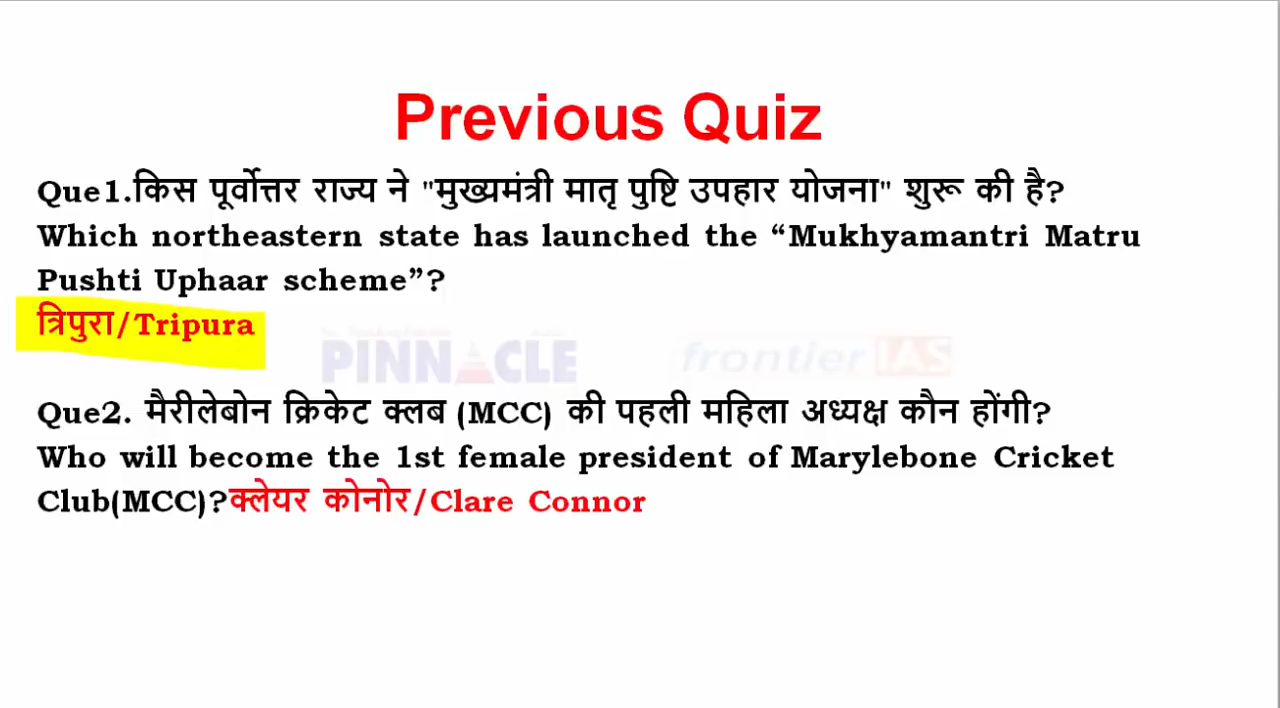 Previous Quiz
Que1.किस पूर्वोत्तर राज्य ने "मुख्यमंत्री मातृ पुष्टि उपहार योजना" शुरू की है?
Which northeastern state has launched the “Mukhyamantri Matru
Pushti Uphaar scheme”?
त्रिपुरा/Tripura
PINNACLE frontier IAS
Que2. मैरीलेबोन क्रिकेट क्लब (MCC) की पहली महिला अध्यक्ष कौन होंगी?
Who will become the 1st female president of Marylebone Cricket
Club(MCC)?क्लेयर कोनोर/Clare Connor